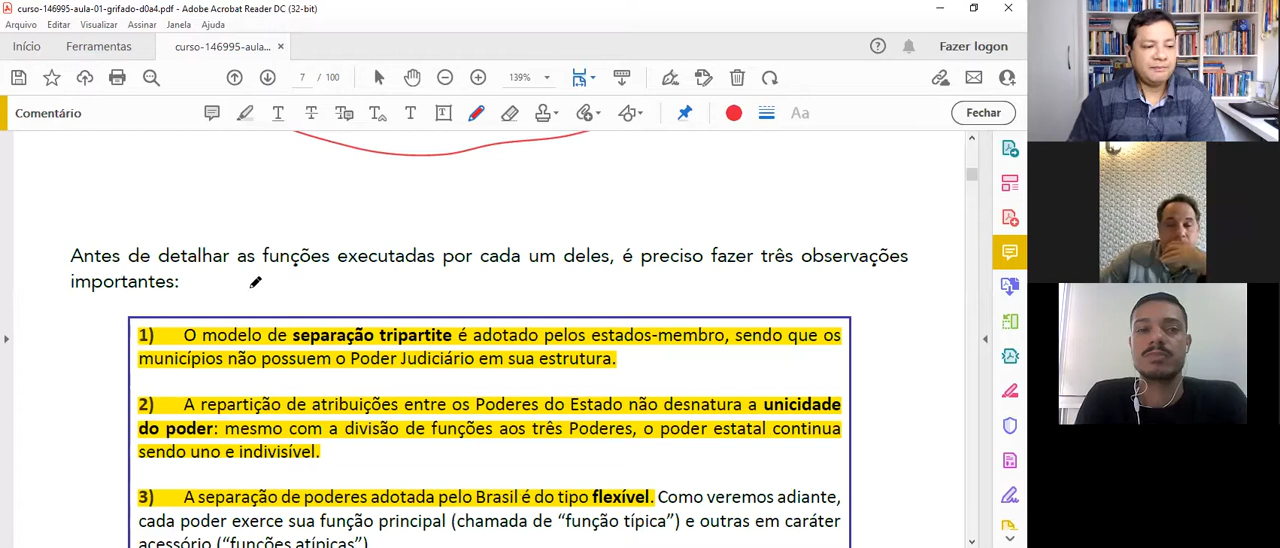 curso-146995-aula-01-grifado-d0a4.pdf - Adobe Acrobat Reader DC (32-bit)
Arquivo Editar Visualizar Assinar Janela Ajuda
Início Ferramentas curso-146995-aula... × Fazer logon
7 / 100 139%
Comentário Aa Fechar
Antes de detalhar as funções executadas por cada um deles, é preciso fazer três observações
importantes:
1) O modelo de separação tripartite é adotado pelos estados-membro, sendo que os
municípios não possuem o Poder Judiciário em sua estrutura.
2) A repartição de atribuições entre os Poderes do Estado não desnatura a unicidade
do poder: mesmo com a divisão de funções aos três Poderes, o poder estatal continua
sendo uno e indivisível.
3) A separação de poderes adotada pelo Brasil é do tipo flexível. Como veremos adiante,
cada poder exerce sua função principal (chamada de “função típica”) e outras em caráter
acessório (“funções atípicas”)